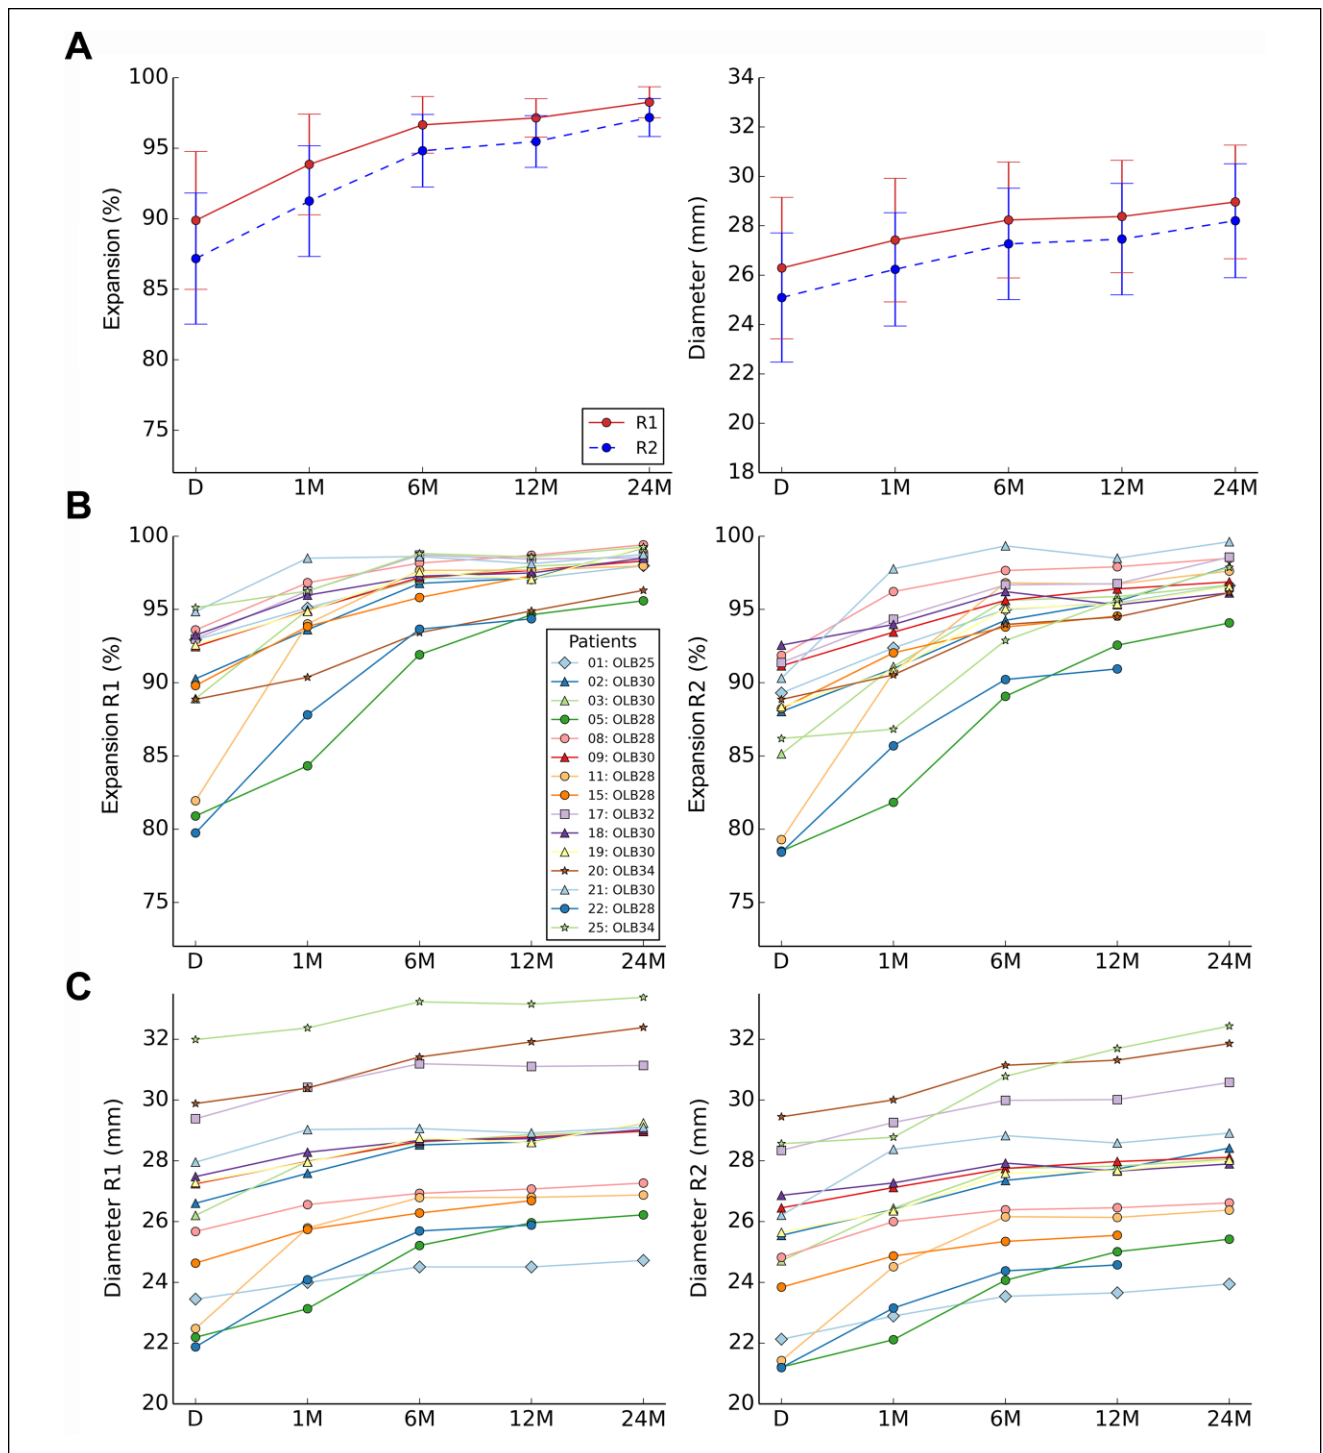 A
100
95
90
85
80
75
Expansion (%)
D 1M 6M 12M 24M
R1
R2
34
32
30
28
26
24
22
20
18
Diameter (mm)
D 1M 6M 12M 24M
B
100
95
90
85
80
75
Expansion R1 (%)
D 1M 6M 12M 24M
Patients
01: OLB25
02: OLB30
03: OLB30
05: OLB28
08: OLB28
09: OLB30
11: OLB28
15: OLB28
17: OLB32
18: OLB30
19: OLB30
20: OLB34
21: OLB30
22: OLB28
25: OLB34
100
95
90
85
80
75
Expansion R2 (%)
D 1M 6M 12M 24M
C
32
30
28
26
24
22
20
Diameter R1 (mm)
D 1M 6M 12M 24M
32
30
28
26
24
22
20
Diameter R2 (mm)
D 1M 6M 12M 24M